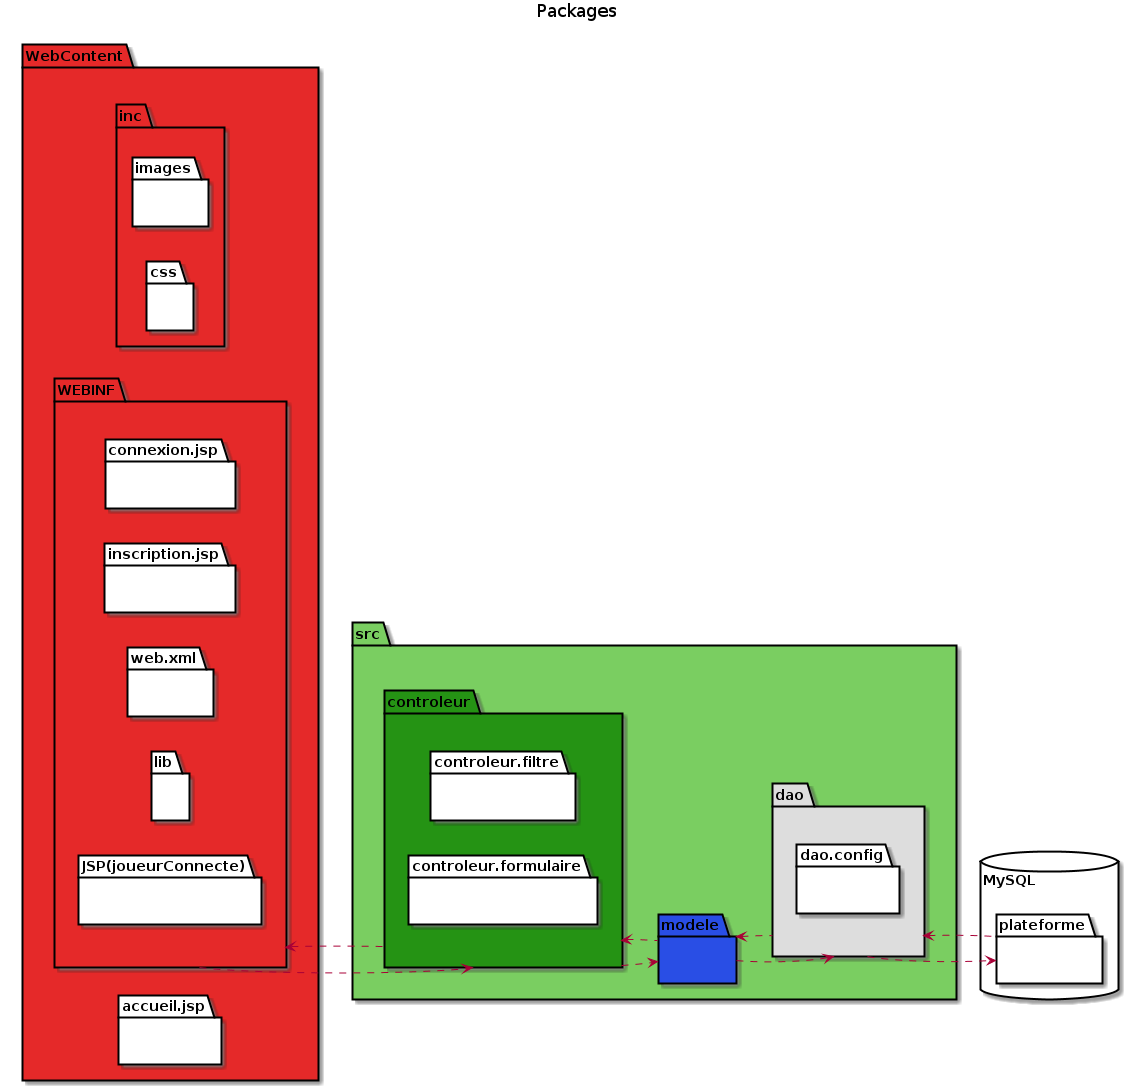 Packages
WebContent
inc
images
css
WEBINF
connexion.jsp
inscription.jsp
web.xml
lib
JSP(joueurConnecte)
accueil.jsp
src
controleur
controleur.filtre
controleur.formulaire
modele
dao
dao.config
MySQL
plateforme